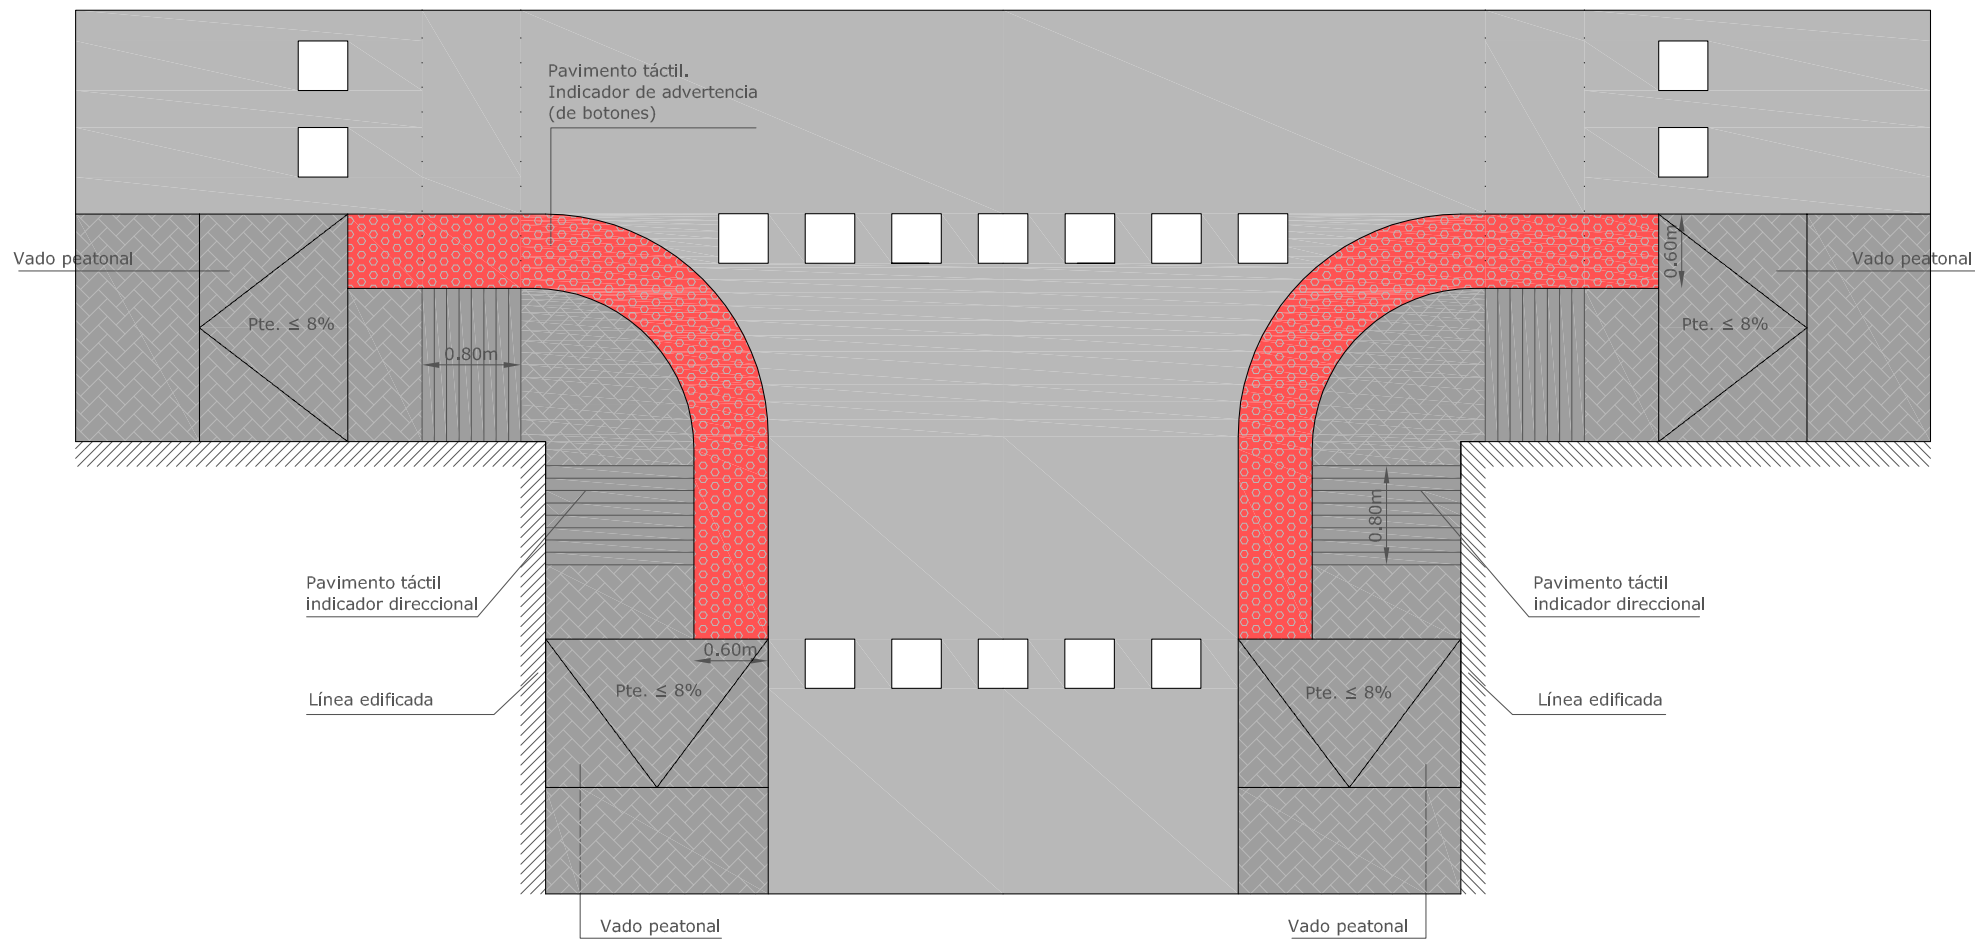 Pavimento táctil.
Indicador de advertencia
(de botones)
Vado peatonal
Vado peatonal
0.60m
Pte. ≤ 8%
Pte. ≤ 8%
0.80m
0.80m
Pavimento táctil
indicador direccional
Pavimento táctil
indicador direccional
0.60m
Pte. ≤ 8%
Pte. ≤ 8%
Línea edificada
Línea edificada
Vado peatonal
Vado peatonal